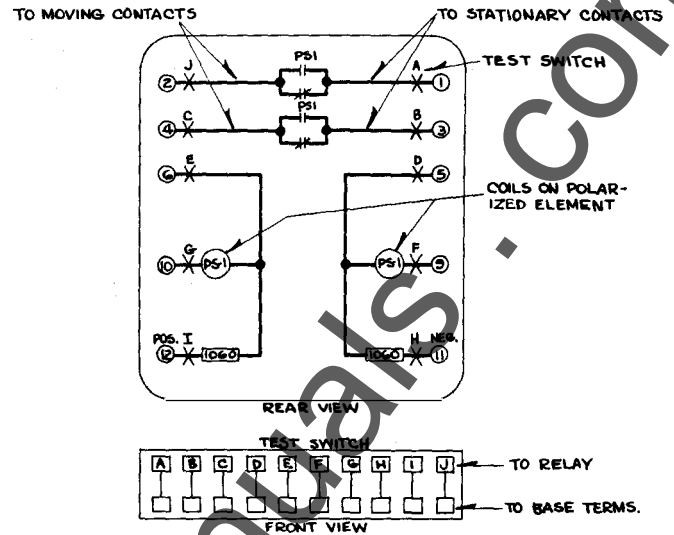 TO MOVING CONTACTS
TO STATIONARY CONTACTS
PS1
J
A
TEST SWITCH
2
1
PS1
C
B
4
3
E
D
6
5
COILS ON POLAR-
IZED ELEMENT
G
F
10
PS1
PS1
9
POS. I
H NEG.
12
1060
1060
11
REAR VIEW
TEST SWITCH
A B C D E F G H I J
TO RELAY
TO BASE TERMS.
FRONT VIEW
nuals.com